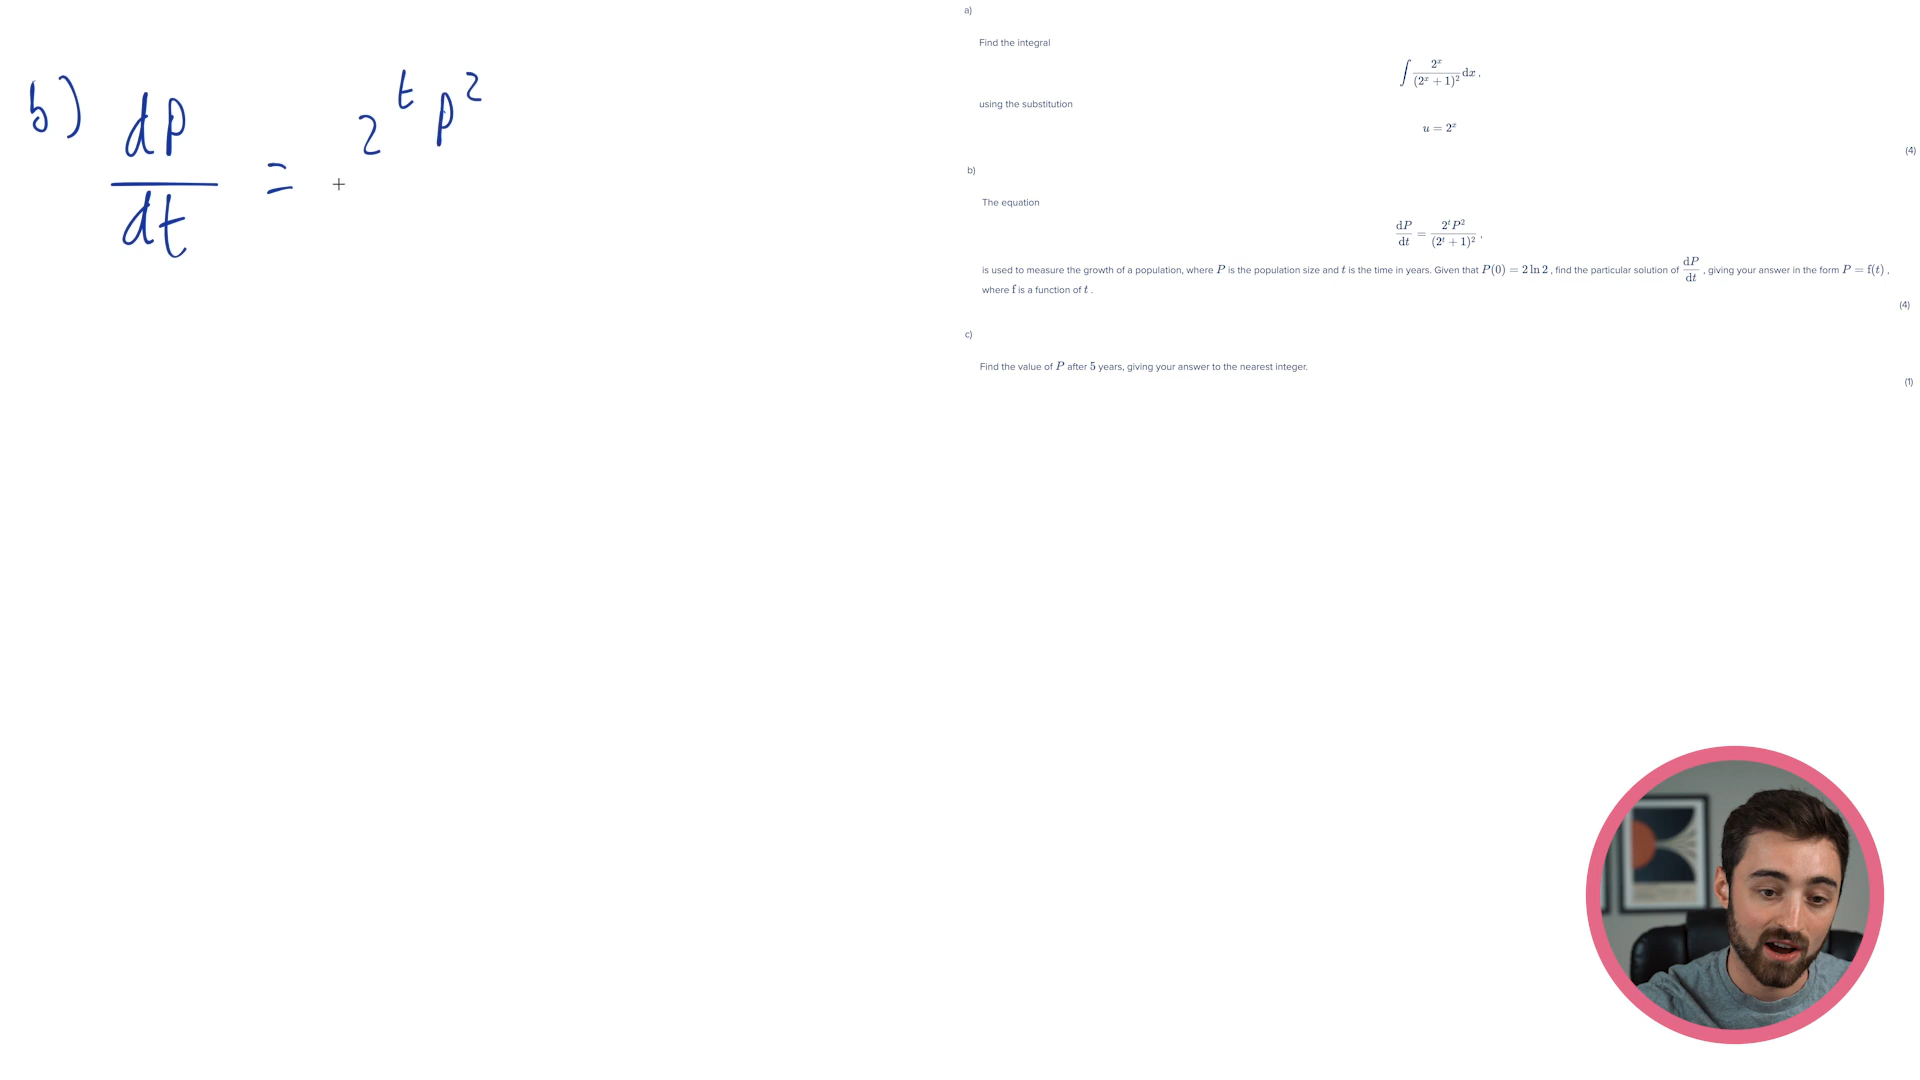 b) dP/dt = 2^t p^2
a)
Find the integral
∫ 2^x/(2^x + 1)^2 dx .
using the substitution
u = 2^x
(4)
b)
The equation
dP/dt = 2^t P^2/(2^t + 1)^2 ,
is used to measure the growth of a population, where P is the population size and t is the time in years. Given that P(0) = 2 ln 2 , find the particular solution of dP/dt , giving your answer in the form P = f(t) ,
where f is a function of t .
(4)
c)
Find the value of P after 5 years, giving your answer to the nearest integer.
(1)